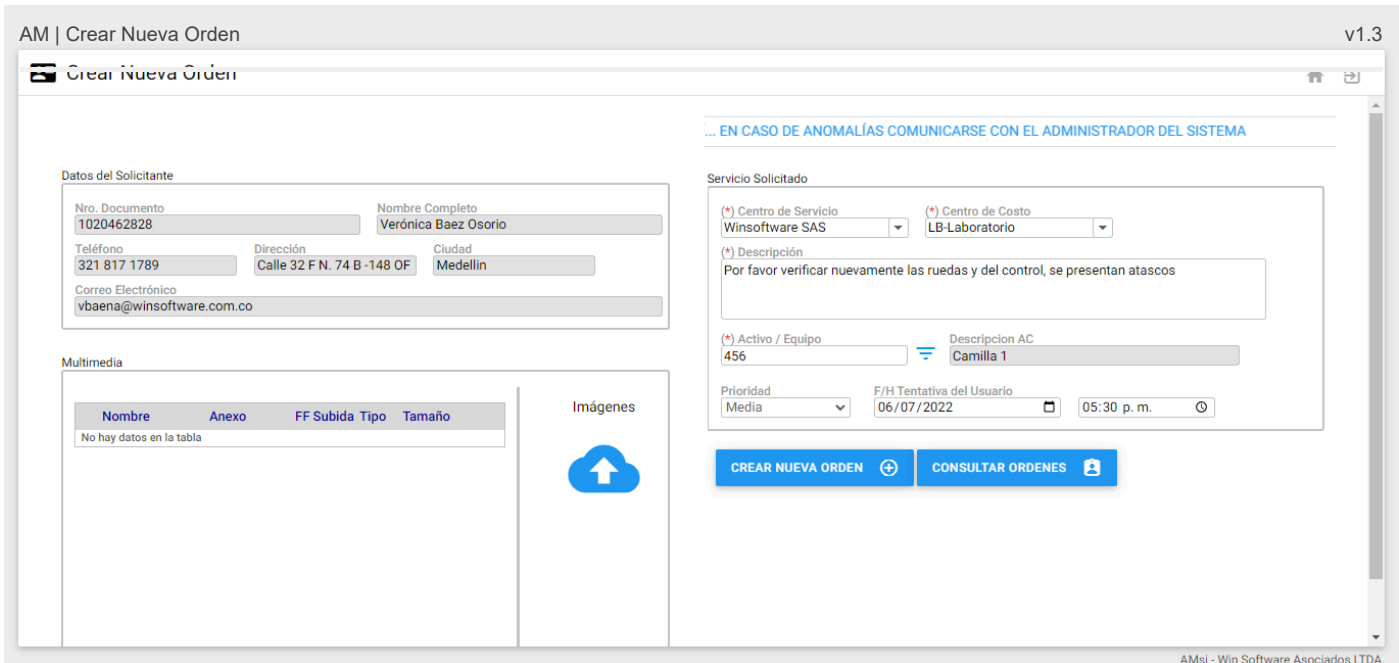 AM | Crear Nueva Orden
v1.3
Crear Nueva Orden
... EN CASO DE ANOMALÍAS COMUNICARSE CON EL ADMINISTRADOR DEL SISTEMA
Datos del Solicitante
Nro. Documento Nombre Completo
1020462828 Verónica Baez Osorio
Teléfono Dirección Ciudad
321 817 1789 Calle 32 F N. 74 B -148 OF Medellin
Correo Electrónico
vbaena@winsoftware.com.co
Servicio Solicitado
(*) Centro de Servicio (*) Centro de Costo
Winsoftware SAS LB-Laboratorio
(*) Descripción
Por favor verificar nuevamente las ruedas y del control, se presentan atascos
(*) Activo / Equipo Descripcion AC
456 Camilla 1
Prioridad F/H Tentativa del Usuario
Media 06/07/2022 05:30 p. m.
CREAR NUEVA ORDEN CONSULTAR ORDENES
Multimedia
Nombre Anexo FF Subida Tipo Tamaño
No hay datos en la tabla
Imágenes
AMsi - Win Software Asociados LTDA